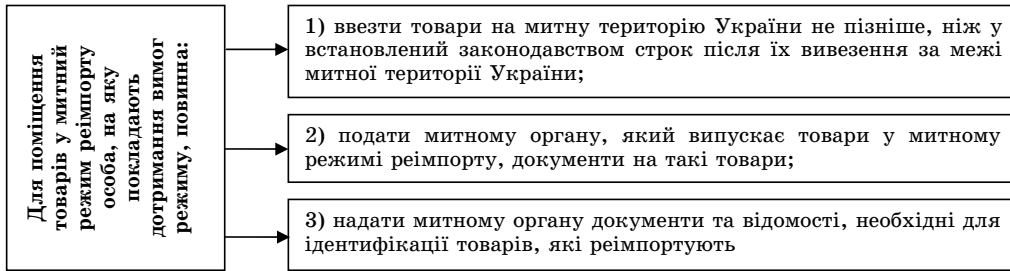 Для поміщення
товарів у митний
режим реімпорту
особа, на яку
покладають
дотримання вимог
режиму, повинна:
1) ввезти товари на митну територію України не пізніше, ніж у
встановлений законодавством строк після їх вивезення за межі
митної території України;
2) подати митному органу, який випускає товари у митному
режимі реімпорту, документи на такі товари;
3) надати митному органу документи та відомості, необхідні для
ідентифікації товарів, які реімпортують